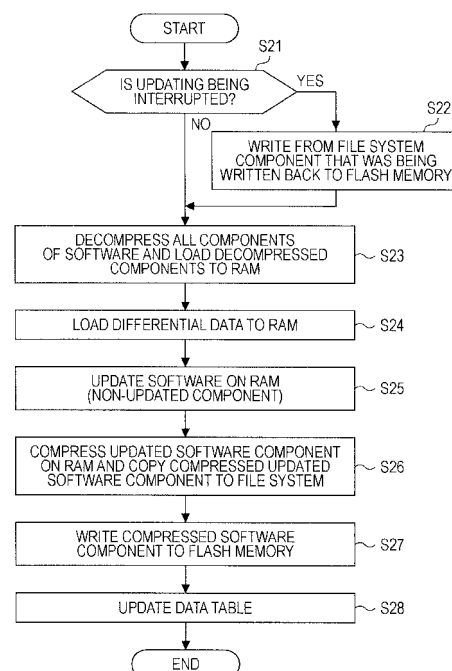 START
S21
IS UPDATING BEING
INTERRUPTED?
YES
NO
S22
WRITE FROM FILE SYSTEM
COMPONENT THAT WAS BEING
WRITTEN BACK TO FLASH MEMORY
DECOMPRESS ALL COMPONENTS
OF SOFTWARE AND LOAD DECOMPRESSED
COMPONENTS TO RAM
S23
LOAD DIFFERENTIAL DATA TO RAM
S24
UPDATE SOFTWARE ON RAM
(NON-UPDATED COMPONENT)
S25
COMPRESS UPDATED SOFTWARE COMPONENT
ON RAM AND COPY COMPRESSED UPDATED
SOFTWARE COMPONENT TO FILE SYSTEM
S26
WRITE COMPRESSED SOFTWARE
COMPONENT TO FLASH MEMORY
S27
UPDATE DATA TABLE
S28
END